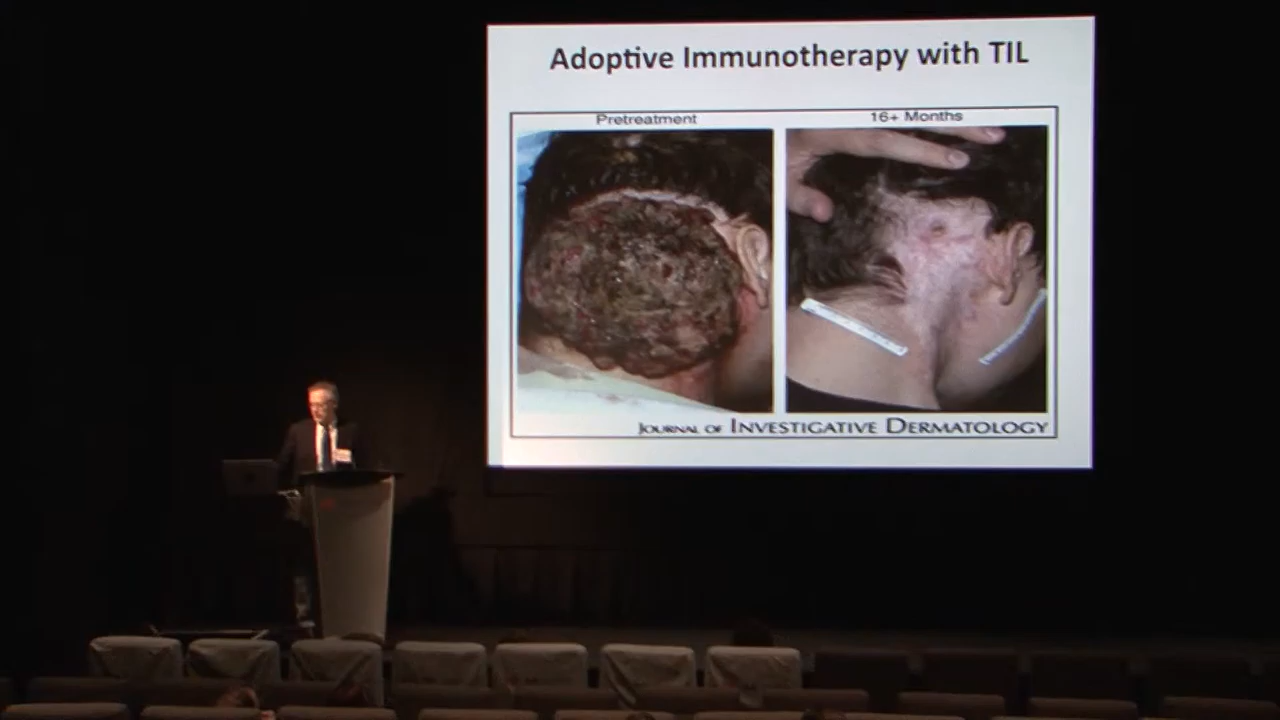 Adoptive Immunotherapy with TIL
Pretreatment
16+ Months
JOURNAL OF INVESTIGATIVE DERMATOLOGY